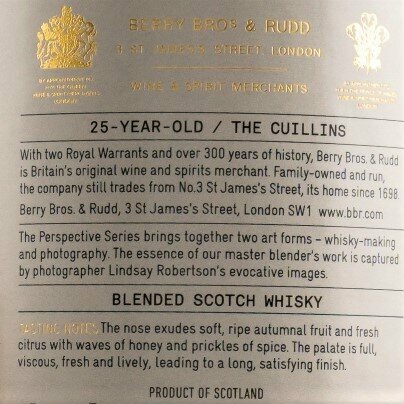 BERRY BROS & RUDD
3 ST JAMES'S STREET, LONDON
WINE & SPIRIT MERCHANTS
25-YEAR-OLD / THE CUILLINS
With two Royal Warrants and over 300 years of history, Berry Bros. & Rudd
is Britain's original wine and spirits merchant. Family-owned and run,
the company still trades from No.3 St James's Street, its home since 1698.
Berry Bros. & Rudd, 3 St James's Street, London SW1 www.bbr.com
The Perspective Series brings together two art forms – whisky-making
and photography. The essence of our master blender's work is captured
by photographer Lindsay Robertson's evocative images.
BLENDED SCOTCH WHISKY
TASTING NOTES The nose exudes soft, ripe autumnal fruit and fresh
citrus with waves of honey and prickles of spice. The palate is full,
viscous, fresh and lively, leading to a long, satisfying finish.
PRODUCT OF SCOTLAND